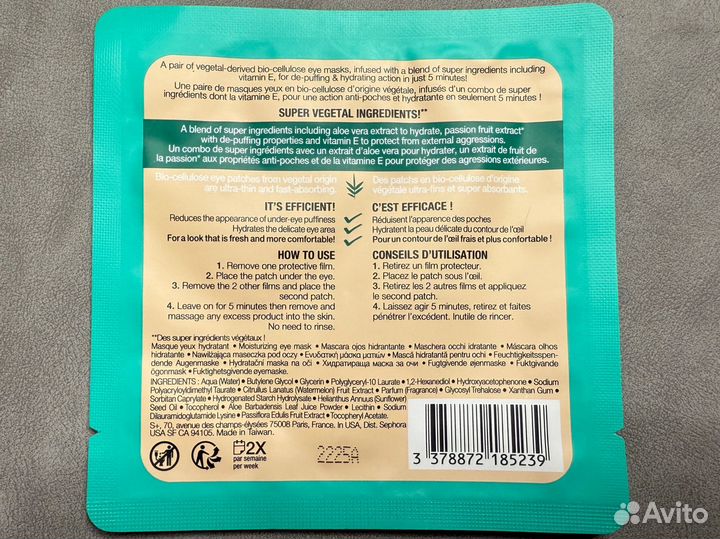 A pair of vegetal-derived bio-cellulose eye masks, infused with a blend of super ingredients including
vitamin E, for de-puffing & hydrating action in just 5 minutes!
Une paire de masques yeux en bio-cellulose d'origine végétale, infusés d'un combo de super
ingrédients dont la vitamine E, pour une action anti-poches et hydratante en seulement 5 minutes !
SUPER VEGETAL INGREDIENTS!**
A blend of super ingredients including aloe vera extract to hydrate, passion fruit extract*
with de-puffing properties and vitamin E to protect from external aggressions.
Un combo de super ingrédients avec un extrait d'aloe vera pour hydrater, un extrait de fruit de
la passion* aux propriétés anti-poches et de la vitamine E pour protéger des agressions extérieures.
Bio-cellulose eye patches from vegetal origin
are ultra-thin and fast-absorbing.
Des patchs en bio-cellulose d'origine
végétale ultra-fins et super absorbants.
IT'S EFFICIENT!
Reduces the appearance of under-eye puffiness
Hydrates the delicate eye area
For a look that is fresh and more comfortable!
C'EST EFFICACE !
Réduisent l'apparence des poches
Hydratent la peau délicate du contour de l'œil
Pour un contour de l'œil frais et plus confortable !
HOW TO USE
1. Remove one protective film.
2. Place the patch under the eye.
3. Remove the 2 other films and place the
second patch.
4. Leave on for 5 minutes then remove and
massage any excess product into the skin.
No need to rinse.
CONSEILS D'UTILISATION
1. Retirez un film protecteur.
2. Placez le patch sous l'œil.
3. Retirez les 2 autres films et appliquez
le second patch.
4. Laissez agir 5 minutes, retirez et faites
pénétrer l'excédent. Inutile de rincer.
**Des super ingrédients végétaux !
Masque yeux hydratant • Moisturizing eye mask • Mascara ojos hidratante • Maschera occhi idratante • Máscara olhos
hidratante • Nawilżająca maseczka pod oczy • Ενυδατική μάσκα ματιών • Mască hidratantă pentru ochi • Feuchtigkeitsspen-
dende Augenmaske • Hydratační maska na oči • Хидратираща маска за очи • Fugtgivende øjenmaske • Fuktgivande
ögonmask • Fuktighetsgivende øyemaske
INGREDIENTS : Aqua (Water) • Butylene Glycol • Glycerin • Polyglyceryl-10 Laurate • 1,2-Hexanediol • Hydroxyacetophenone • Sodium
Polyacryloyldimethyl Taurate • Citrullus Lanatus (Watermelon) Fruit Extract • Parfum (Fragrance) • Glycosyl Trehalose • Xanthan Gum •
Sorbitan Caprylate • Hydrogenated Starch Hydrolysate • Helianthus Annuus (Sunflower)
Seed Oil • Tocopherol • Aloe Barbadensis Leaf Juice Powder • Lecithin • Sodium
Dilauramidoglutamide Lysine • Passiflora Edulis Fruit Extract • Tocopheryl Acetate.
S+, 70, avenue des champs-élysées 75008 Paris, France. In USA, Dist. Sephora
USA SF CA 94105. Made in Taiwan.
2X
par semaine
per week
2225A
3 378872 185239
Avito